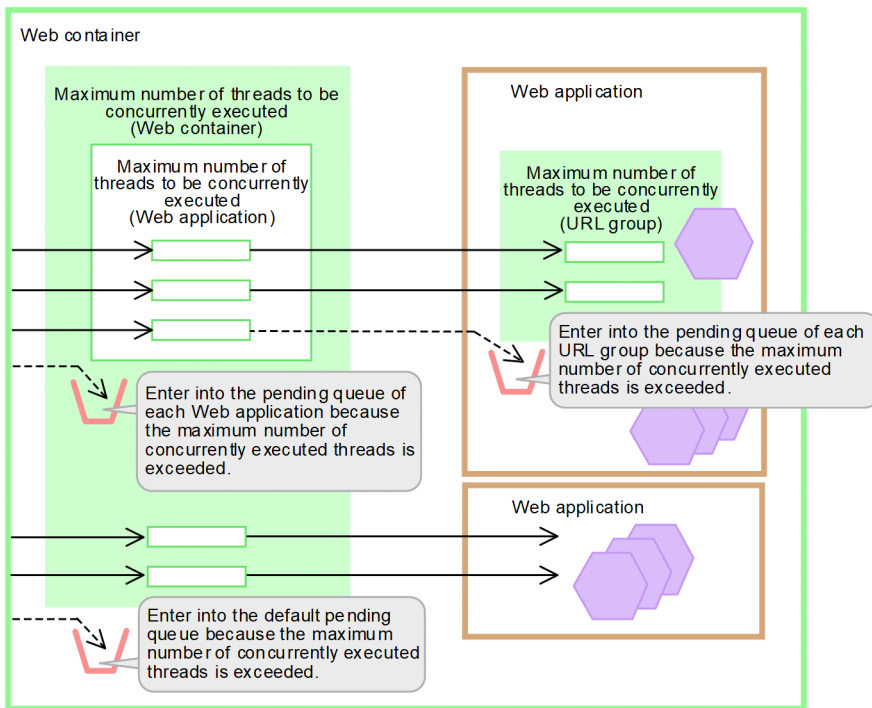 Web container
Maximum number of threads to be
concurrently executed
(Web container)
Maximum number of
threads to be concurrently
executed
(Web application)
Web application
Maximum number of
threads to be concurrently
executed
(URL group)
Enter into the pending queue of each
URL group because the maximum
number of concurrently executed
threads is exceeded.
Enter into the pending queue of
each Web application because
the maximum number of
concurrently executed threads is
exceeded.
Web application
Enter into the default pending
queue because the maximum
number of concurrently executed
threads is exceeded.